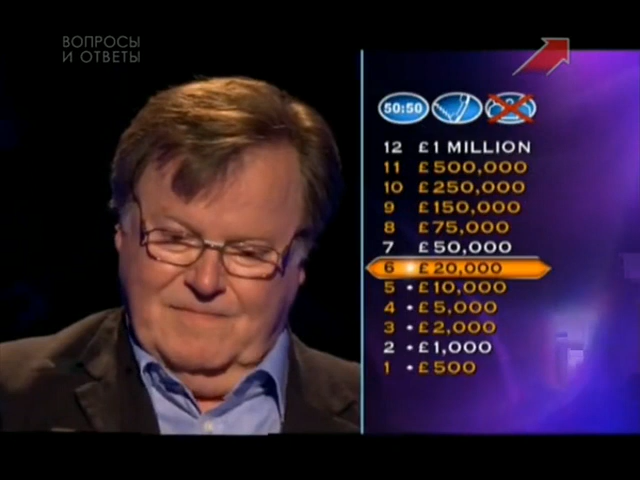 ВОПРОСЫ
И ОТВЕТЫ
50:50
12 £1 MILLION
11 £500,000
10 £250,000
9 £150,000
8 £75,000
7 £50,000
6 • £20,000
5 • £10,000
4 • £5,000
3 • £2,000
2 • £1,000
1 • £500